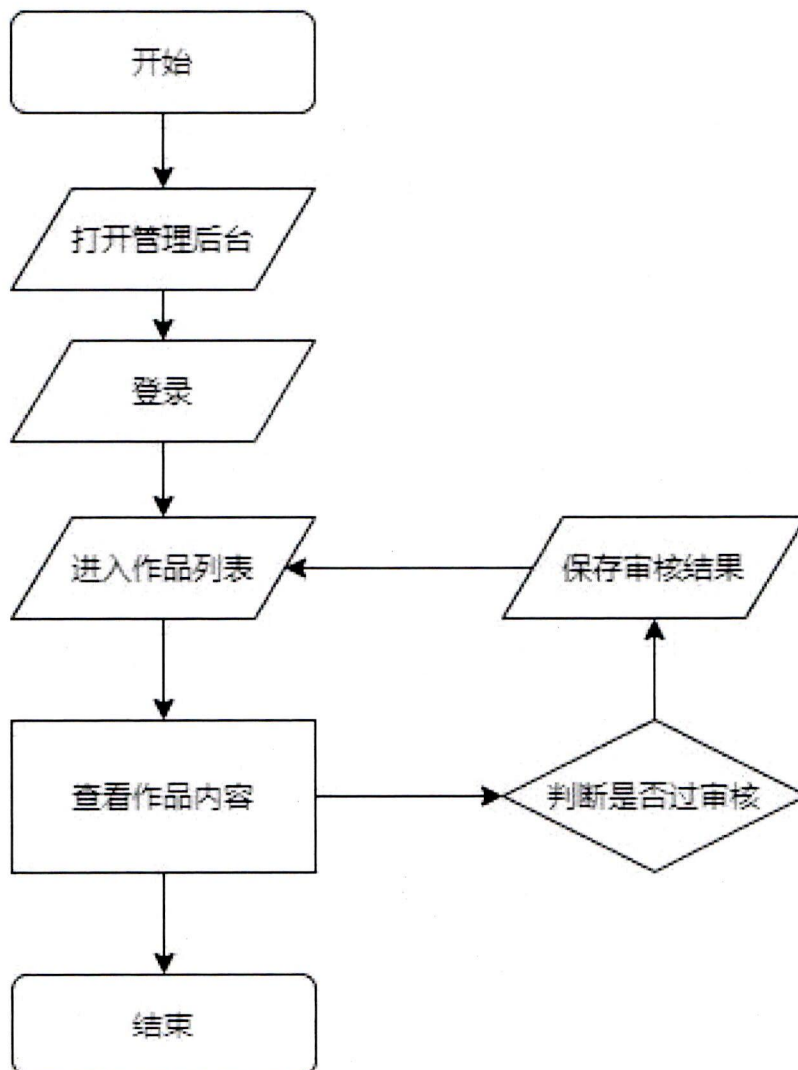 开始
打开管理后台
登录
进入作品列表
保存审核结果
查看作品内容
判断是否过审核
结束